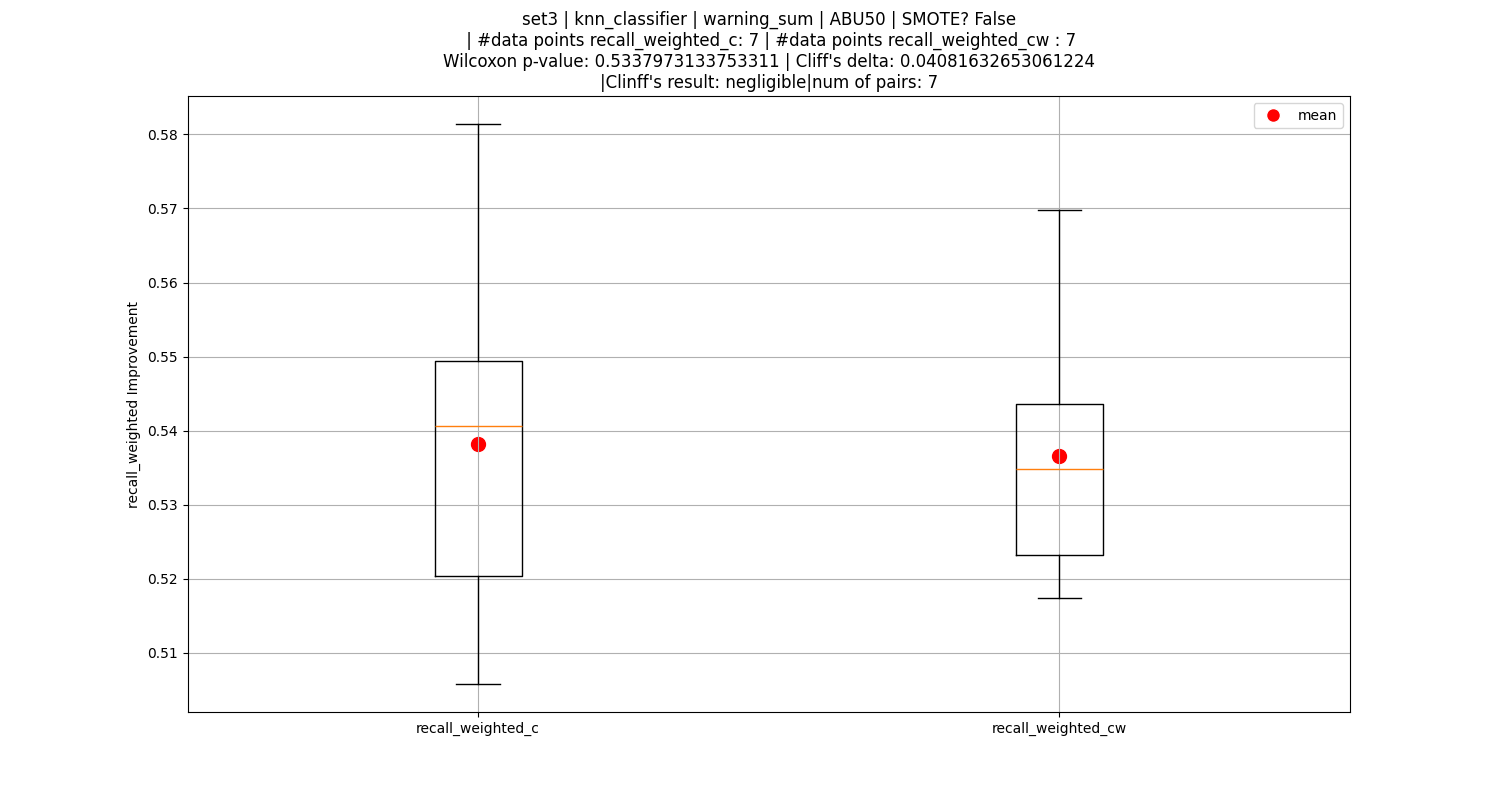 set3 | knn_classifier | warning_sum | ABU50 | SMOTE? False
| #data points recall_weighted_c: 7 | #data points recall_weighted_cw : 7
Wilcoxon p-value: 0.5337973133753311 | Cliff's delta: 0.04081632653061224
|Clinff's result: negligible|num of pairs: 7
mean
0.58
0.57
0.56
0.55
0.54
0.53
0.52
0.51
recall_weighted Improvement
recall_weighted_c
recall_weighted_cw